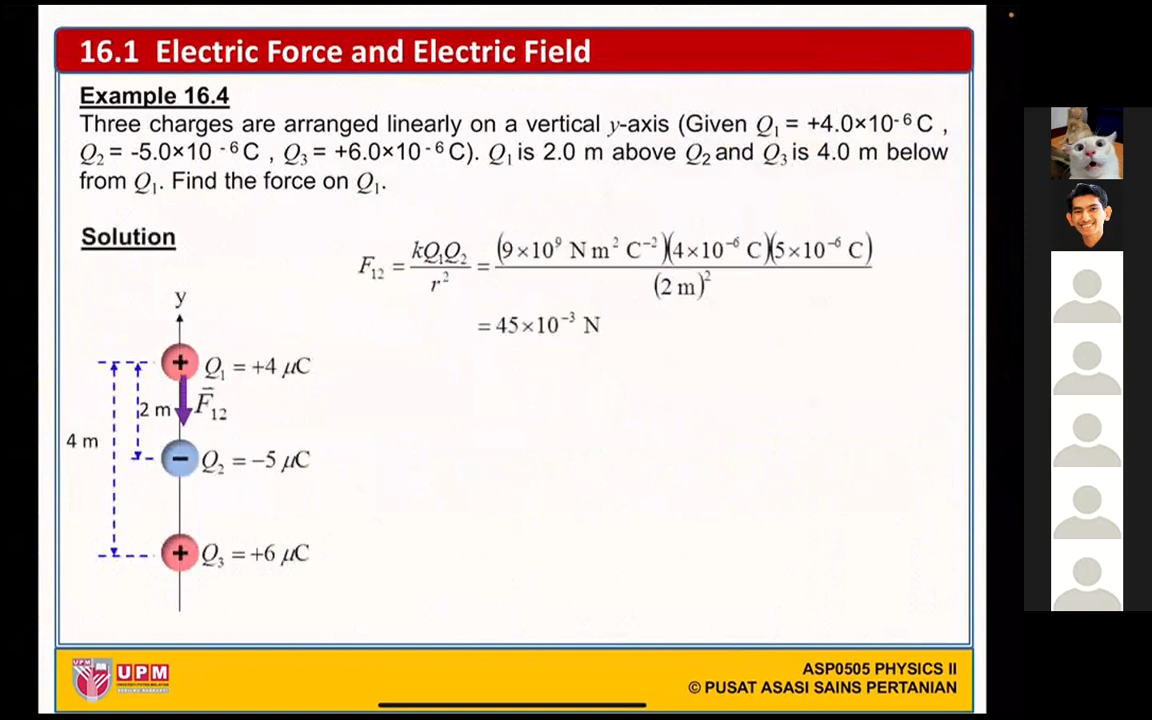 16.1 Electric Force and Electric Field
Example 16.4
Three charges are arranged linearly on a vertical y-axis (Given Q₁ = +4.0×10⁻⁶ C ,
Q₂ = -5.0×10 ⁻⁶ C , Q₃ = +6.0×10⁻⁶ C). Q₁ is 2.0 m above Q₂ and Q₃ is 4.0 m below
from Q₁. Find the force on Q₁.
Solution
F₁₂ = kQ₁Q₂ / r² = (9×10⁹ N m² C⁻²)(4×10⁻⁶ C)(5×10⁻⁶ C) / (2 m)²
= 45×10⁻³ N
y
+ Q₁ = +4 μC
2 m F̄₁₂
4 m
− Q₂ = −5 μC
+ Q₃ = +6 μC
UPM
UPM
ASP0505 PHYSICS II
© PUSAT ASASI SAINS PERTANIAN